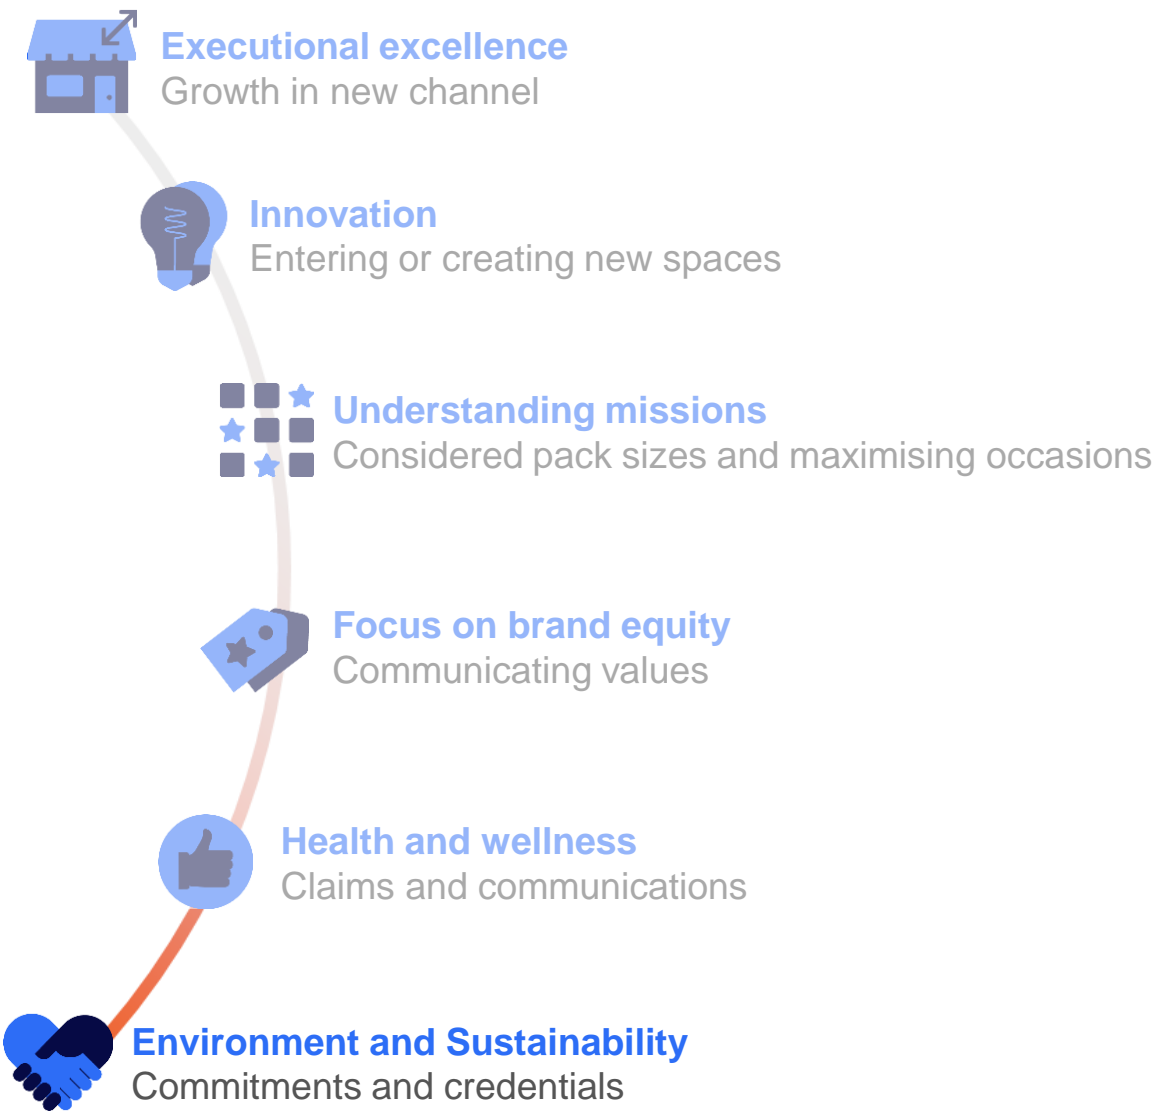 Executional excellence
Growth in new channel
Innovation
Entering or creating new spaces
Understanding missions
Considered pack sizes and maximising occasions
Focus on brand equity
Communicating values
Health and wellness
Claims and communications
Environment and Sustainability
Commitments and credentials